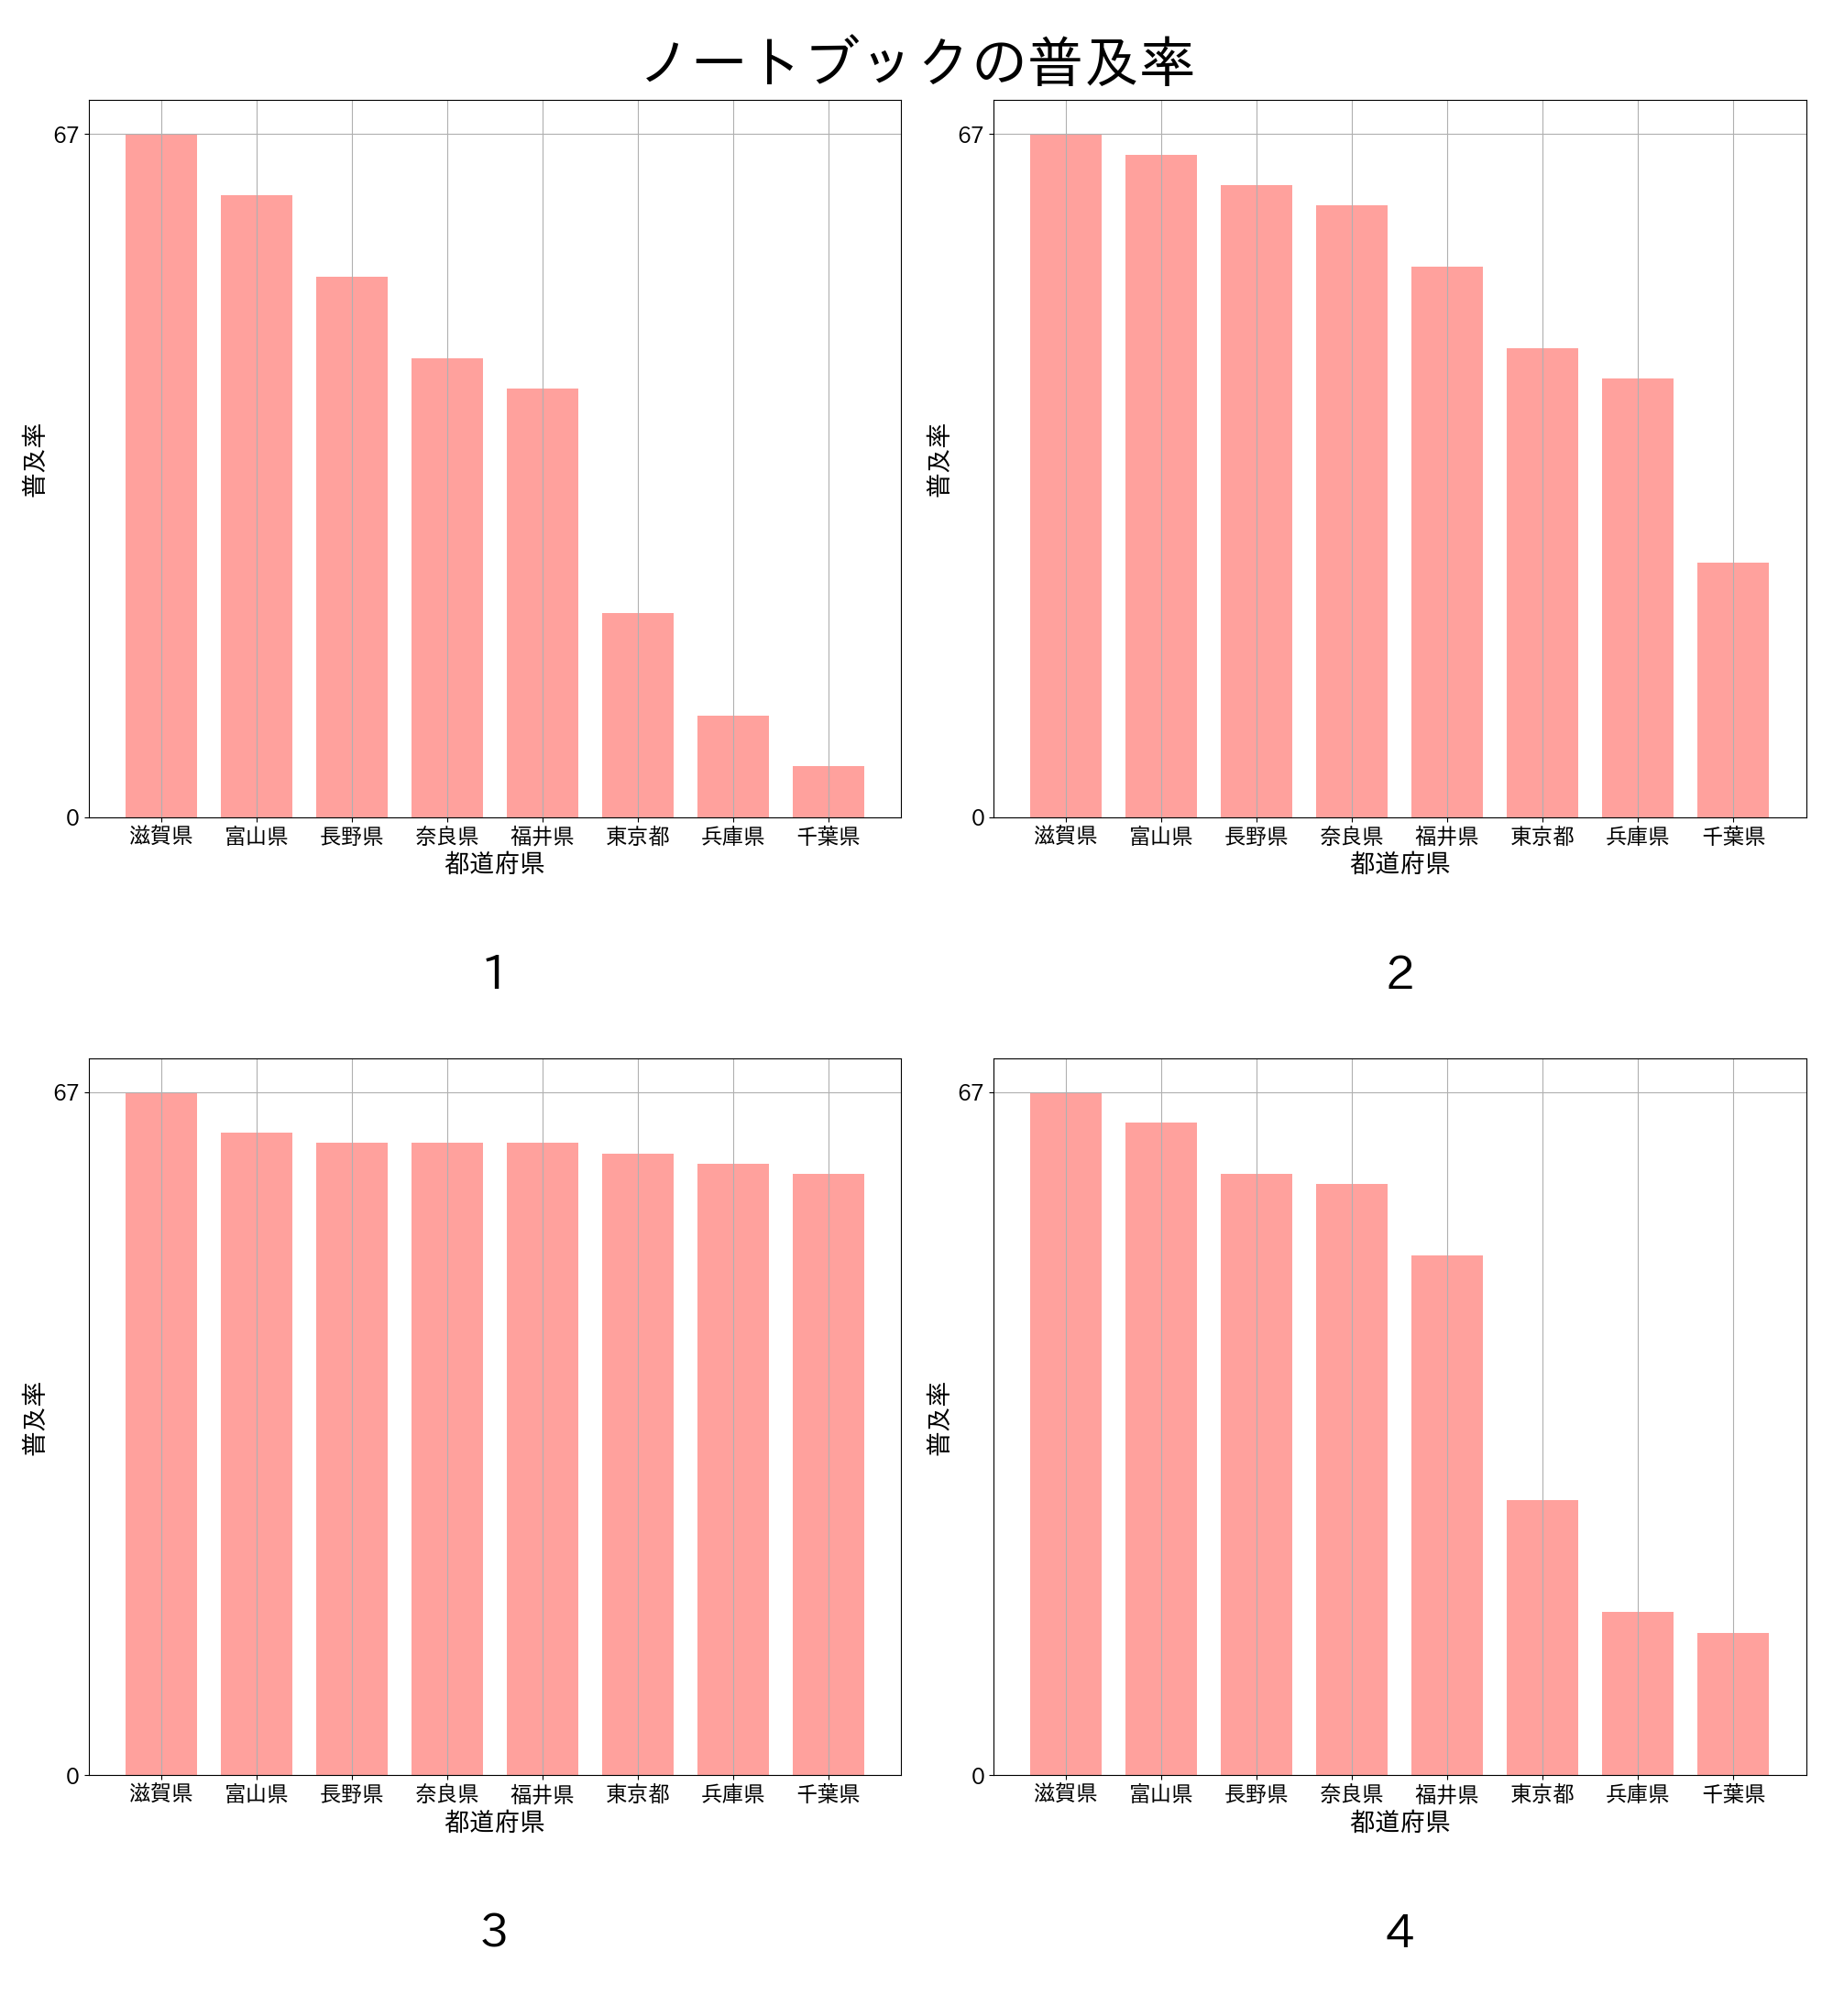 ノートブックの普及率
67
0
普及率
滋賀県 富山県 長野県 奈良県 福井県 東京都 兵庫県 千葉県
都道府県
1
67
0
普及率
滋賀県 富山県 長野県 奈良県 福井県 東京都 兵庫県 千葉県
都道府県
2
67
0
普及率
滋賀県 富山県 長野県 奈良県 福井県 東京都 兵庫県 千葉県
都道府県
3
67
0
普及率
滋賀県 富山県 長野県 奈良県 福井県 東京都 兵庫県 千葉県
都道府県
4